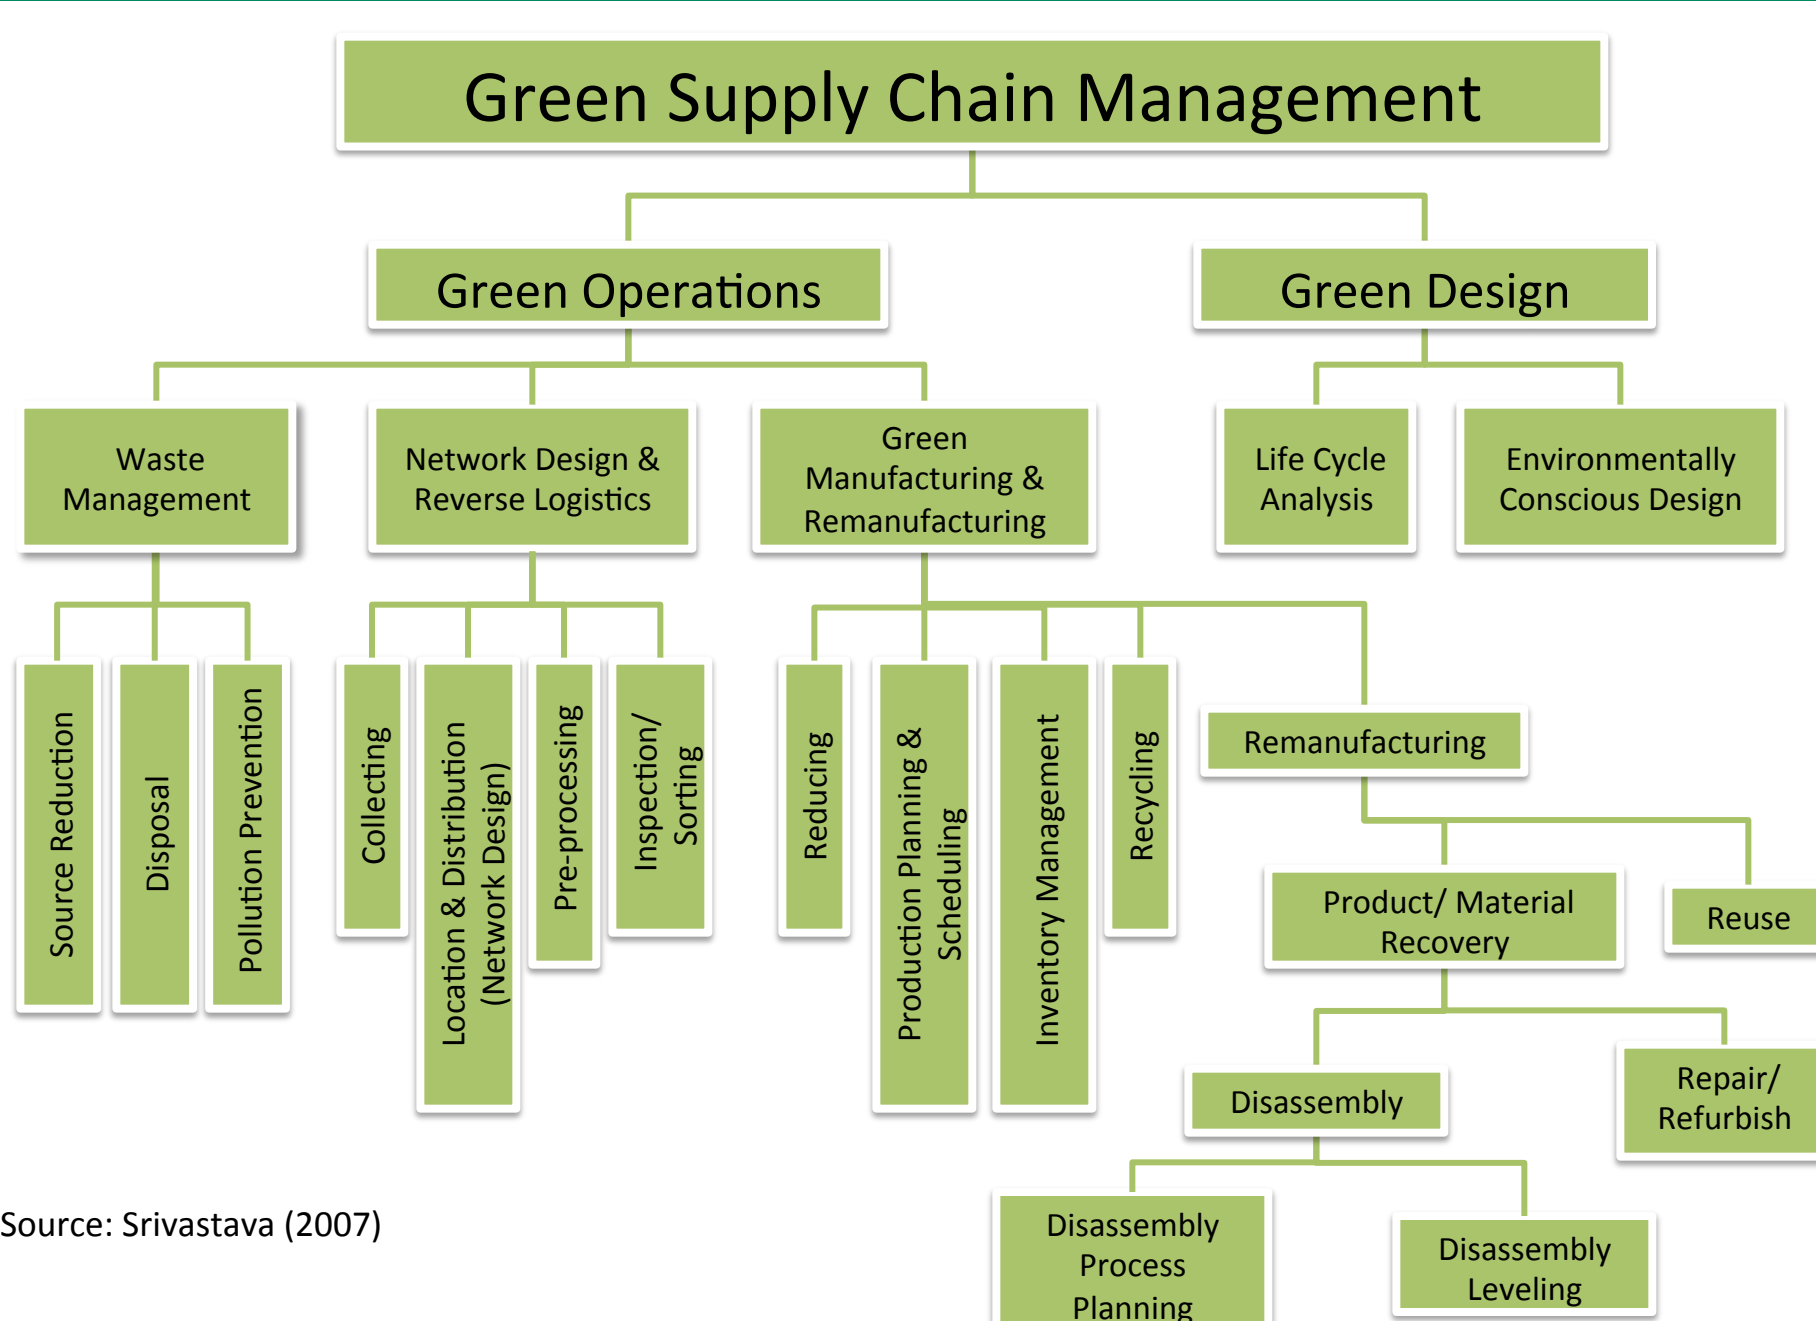 Green Supply Chain Management
Green Operations
Green Design
Waste
Management
Network Design &
Reverse Logistics
Green
Manufacturing &
Remanufacturing
Life Cycle
Analysis
Environmentally
Conscious Design
Source Reduction
Disposal
Pollution Prevention
Collecting
Location & Distribution
(Network Design)
Pre-processing
Inspection/
Sorting
Reducing
Production Planning &
Scheduling
Inventory Management
Recycling
Remanufacturing
Product/ Material
Recovery
Reuse
Disassembly
Repair/
Refurbish
Disassembly
Process
Planning
Disassembly
Leveling
Source: Srivastava (2007)